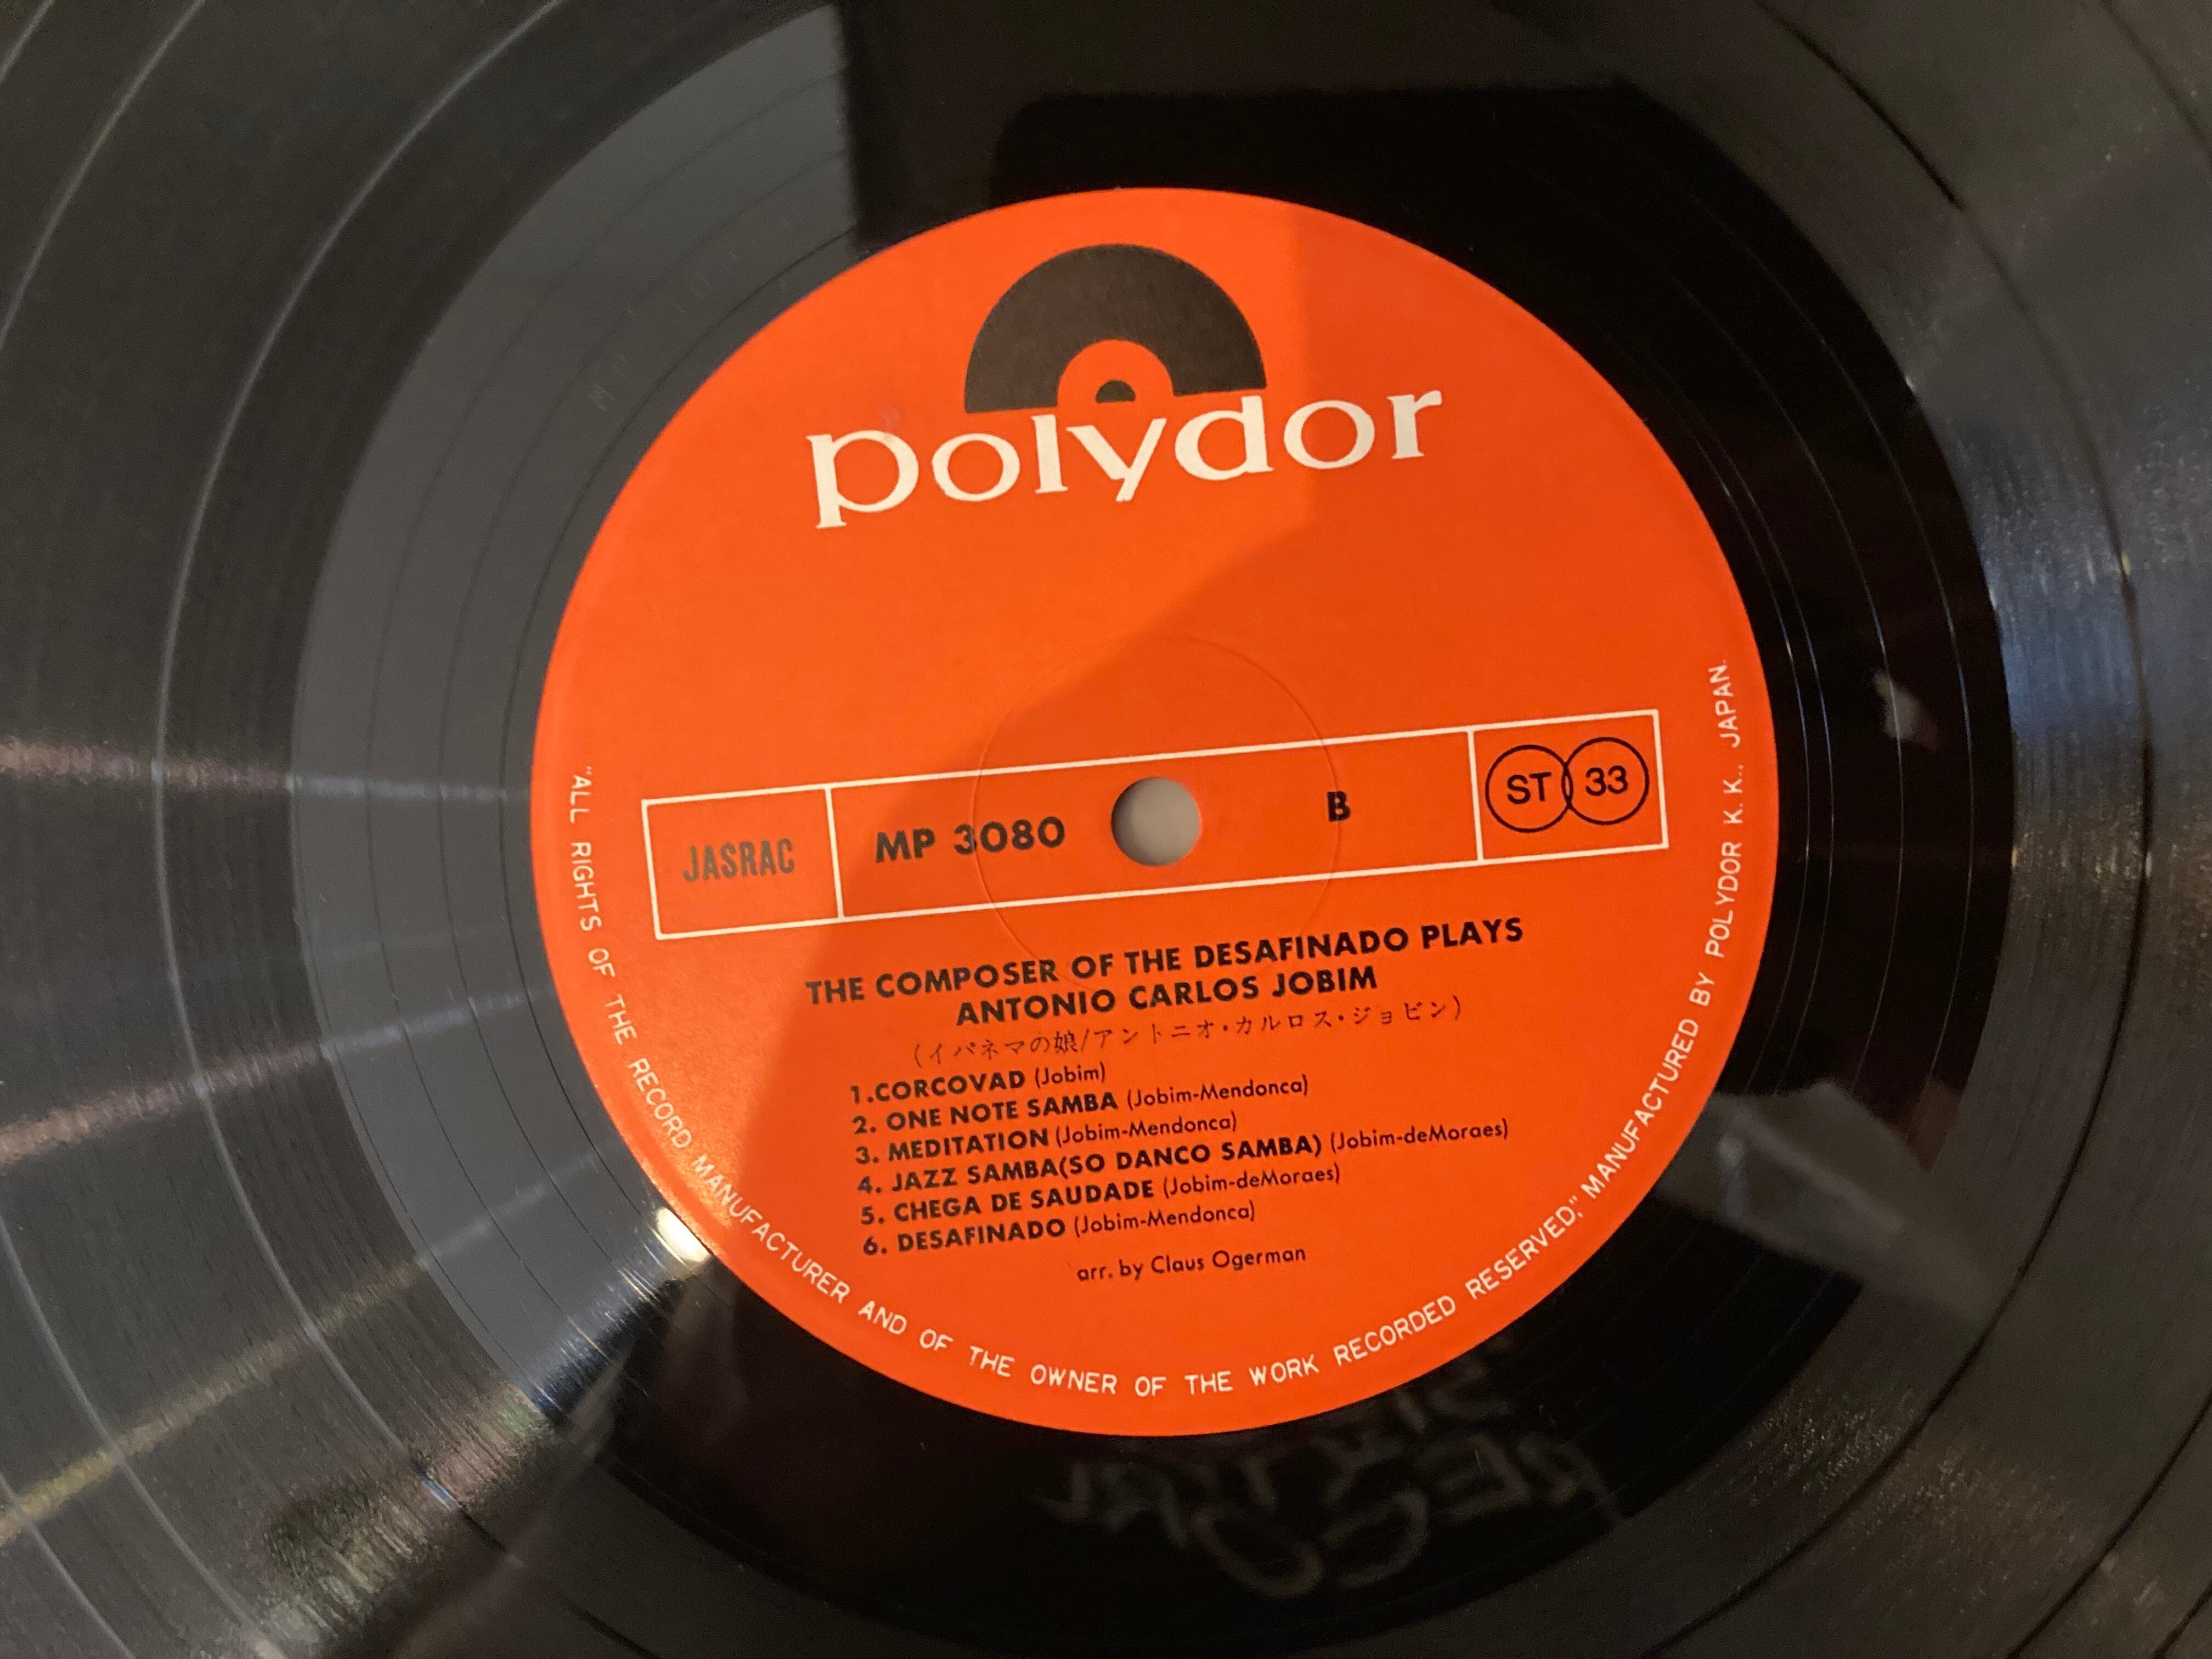 polydor
JASRAC
MP 3080
B
ST 33
THE COMPOSER OF THE DESAFINADO PLAYS
ANTONIO CARLOS JOBIM
(イパネマの娘/アントニオ・カルロス・ジョビン)
1.CORCOVAD (Jobim)
2. ONE NOTE SAMBA (Jobim-Mendonca)
3. MEDITATION (Jobim-Mendonca)
4. JAZZ SAMBA(SO DANCO SAMBA) (Jobim-deMoraes)
5. CHEGA DE SAUDADE (Jobim-deMoraes)
6. DESAFINADO (Jobim-Mendonca)
arr. by Claus Ogerman
"ALL RIGHTS OF THE RECORD MANUFACTURER AND OF THE OWNER OF THE WORK RECORDED RESERVED," MANUFACTURED BY POLYDOR K.K., JAPAN.